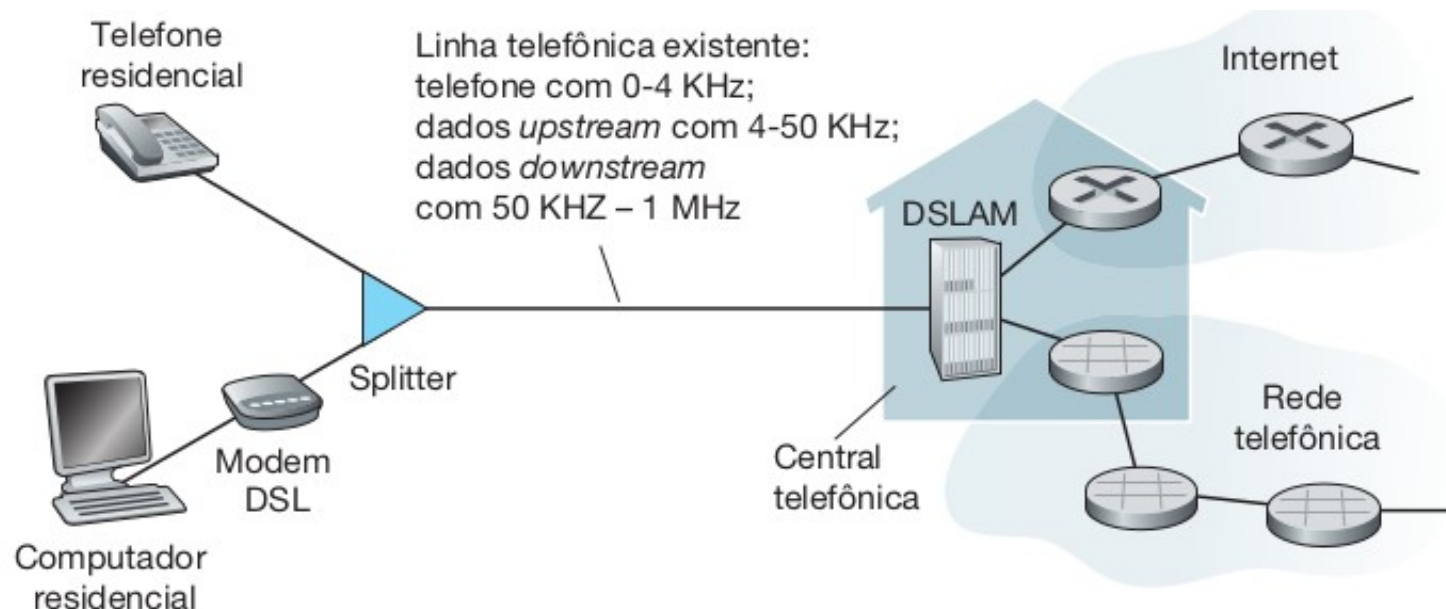 Telefone
residencial
Linha telefônica existente:
telefone com 0-4 KHz;
dados upstream com 4-50 KHz;
dados downstream
com 50 KHZ – 1 MHz
Internet
DSLAM
Splitter
Modem
DSL
Computador
residencial
Central
telefônica
Rede
telefônica